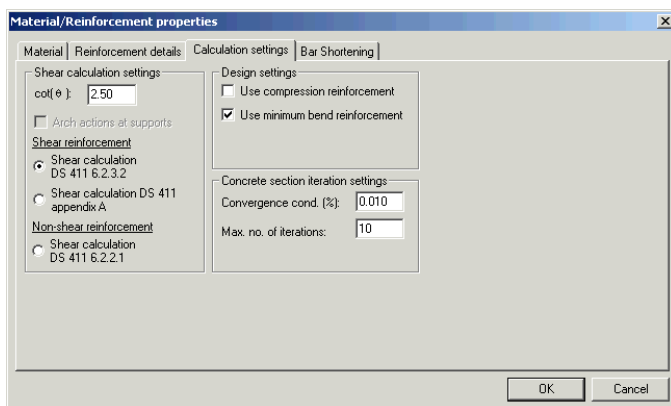 Material/Reinforcement properties
Material
Reinforcement details
Calculation settings
Bar Shortening
Shear calculation settings
cot(θ): 2.50
Arch actions at supports
Shear reinforcement
Shear calculation
DS 411 6.2.3.2
Shear calculation DS 411
appendix A
Non-shear reinforcement
Shear calculation
DS 411 6.2.2.1
Design settings
Use compression reinforcement
Use minimum bend reinforcement
Concrete section iteration settings
Convergence cond. (%): 0.010
Max. no. of iterations: 10
OK
Cancel